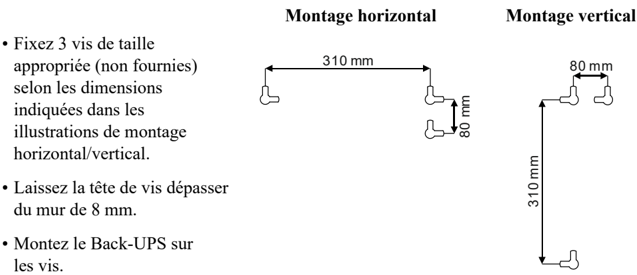 • Fixez 3 vis de taille
appropriée (non fournies)
selon les dimensions
indiquées dans les
illustrations de montage
horizontal/vertical.
• Laissez la tête de vis dépasser
du mur de 8 mm.
• Montez le Back-UPS sur
les vis.
Montage horizontal
310 mm
80 mm
Montage vertical
80 mm
310 mm